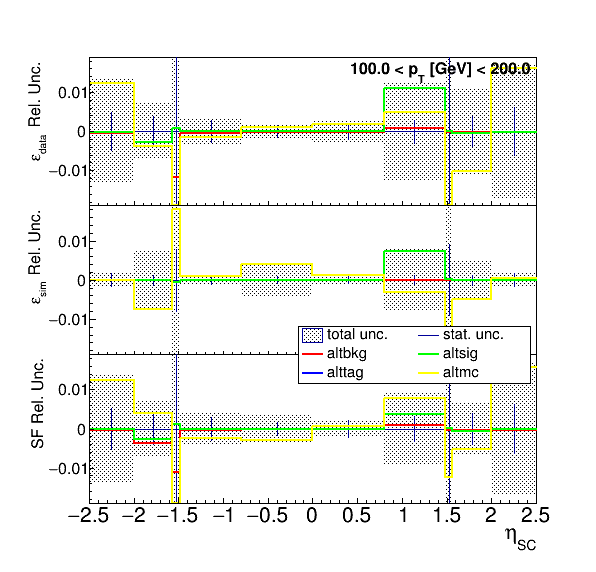 100.0 < p_T [GeV] < 200.0
ε_data Rel. Unc.
0.01
0
−0.01
ε_sim Rel. Unc.
0.01
0
−0.01
total unc. stat. unc.
altbkg altsig
alttag altmc
SF Rel. Unc.
0.01
0
−0.01
−2.5 −2 −1.5 −1 −0.5 0 0.5 1 1.5 2 2.5
η_SC